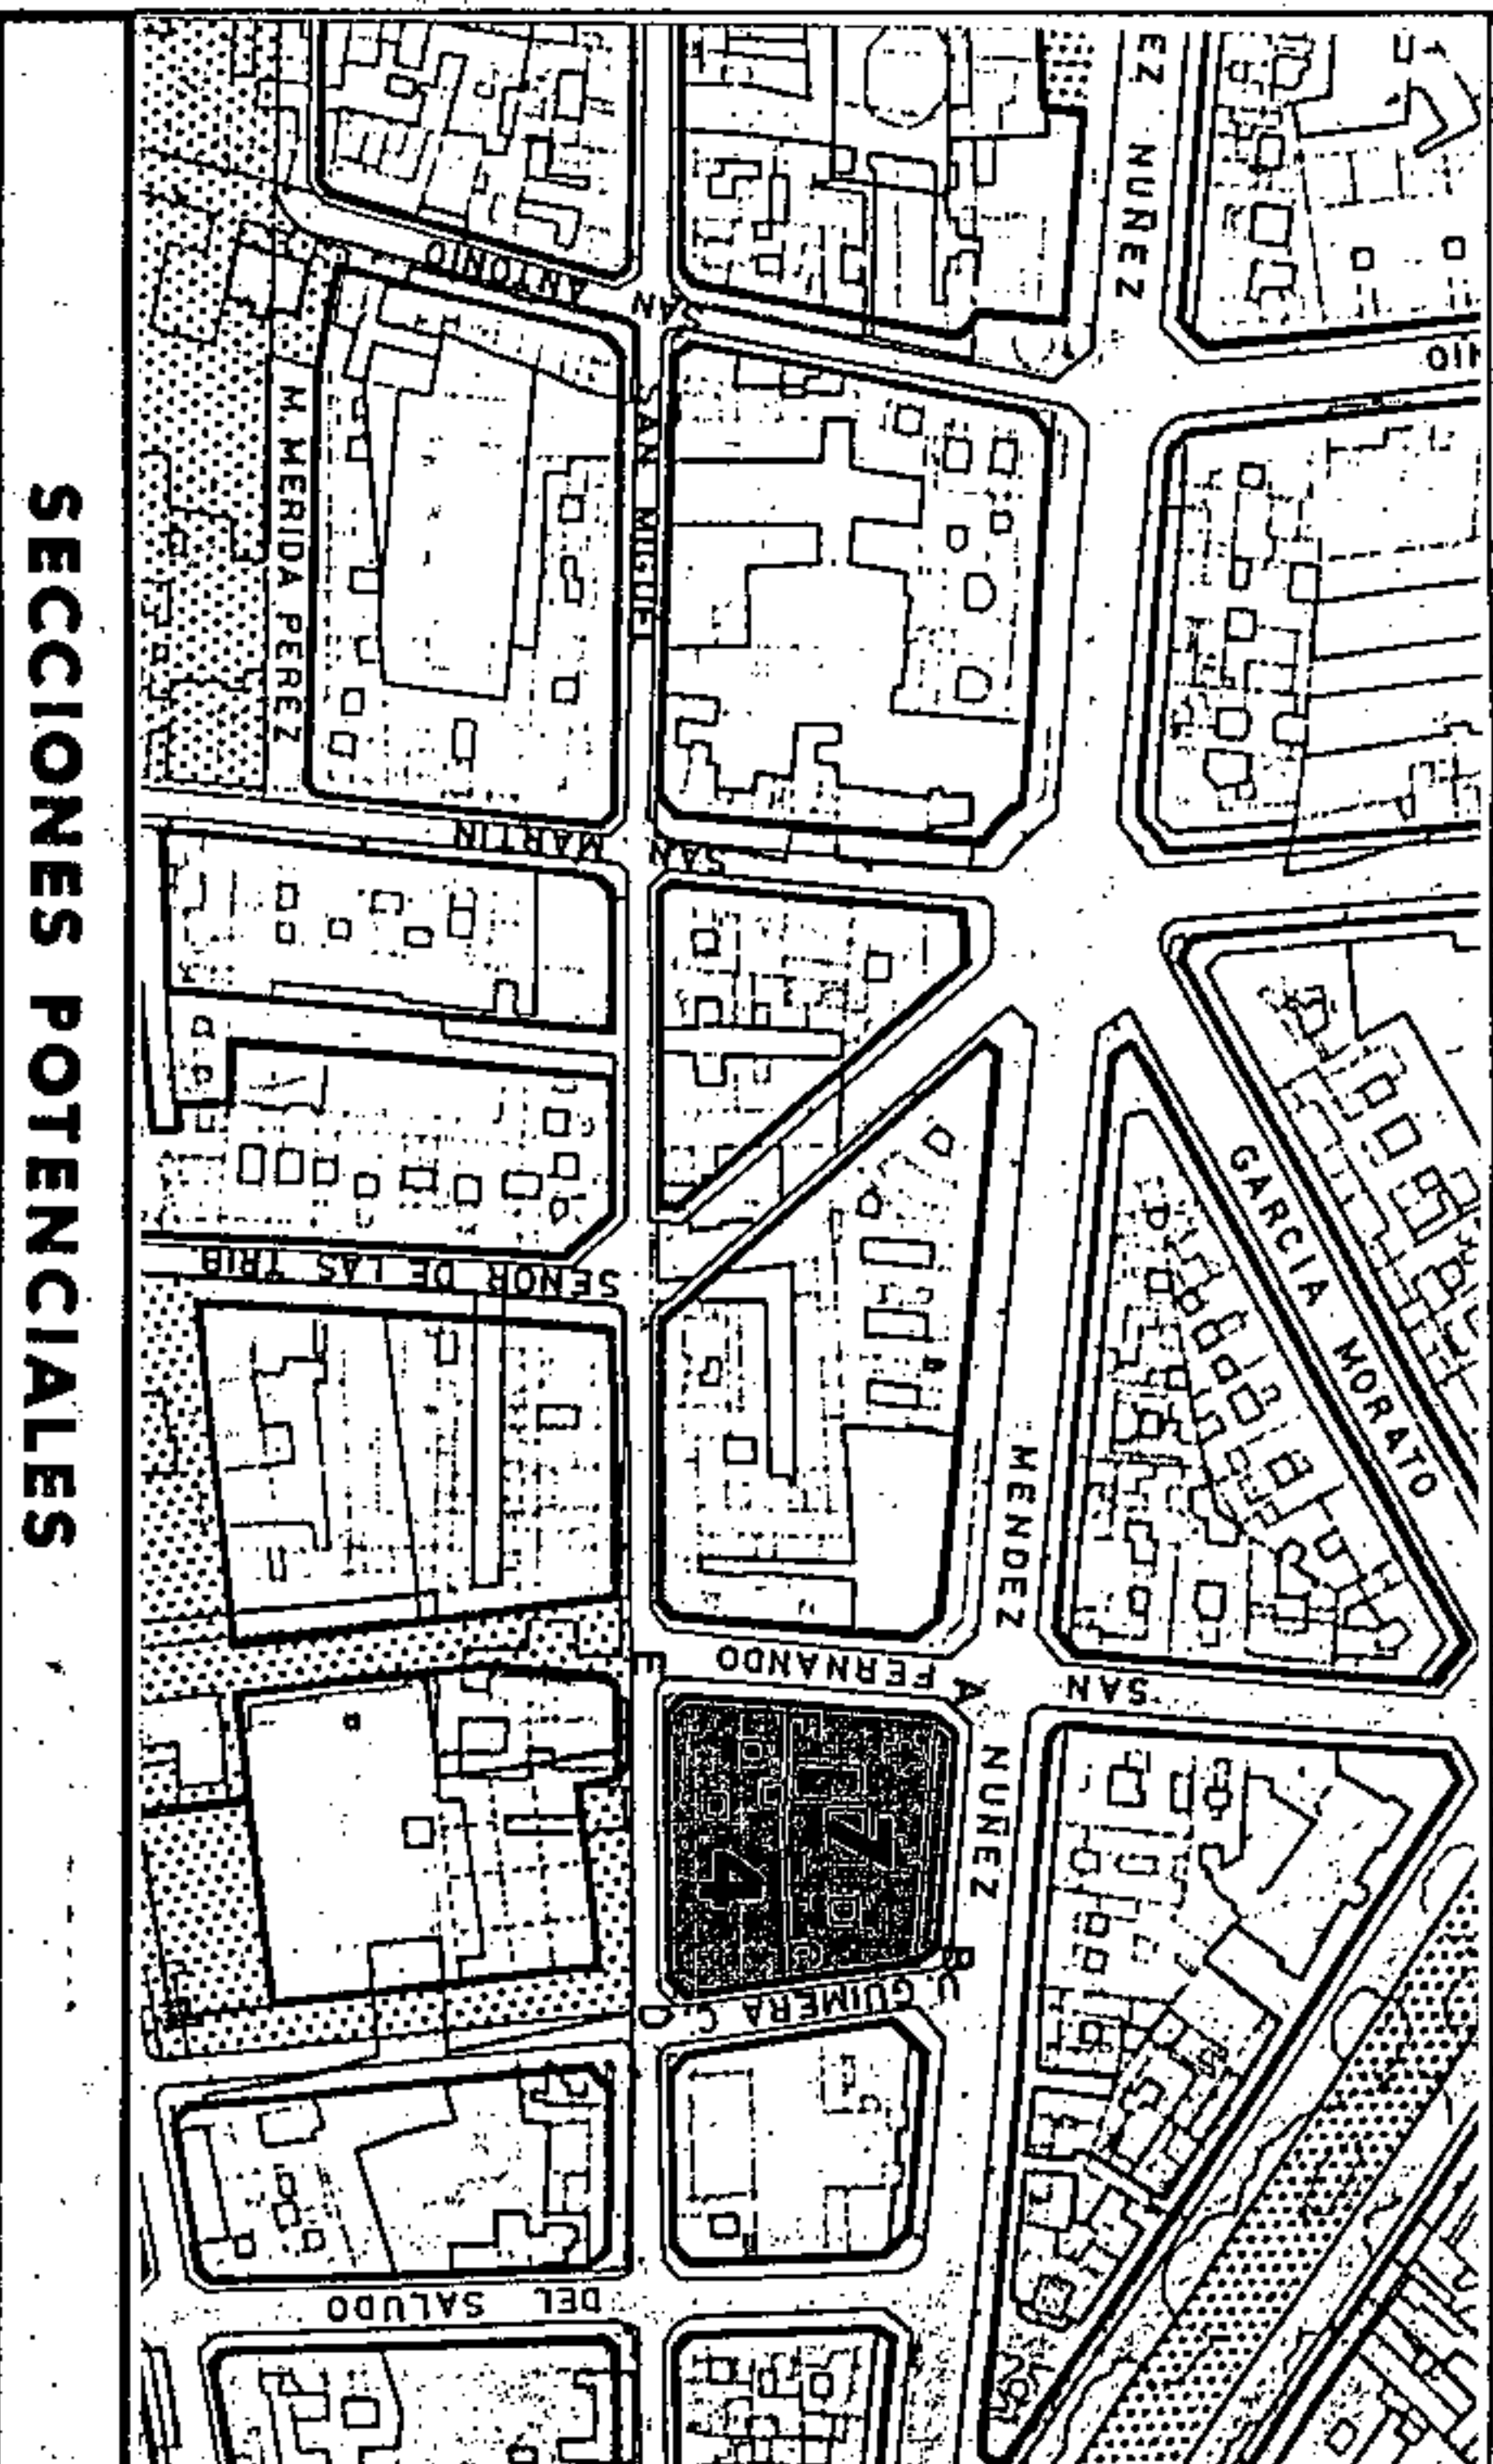 SECCIONES POTENCIALES
EZ NUÑEZ
ANTONIO
SAN
SAN MIGUEL
M. MERIDA PEREZ
MARTIN
SAN
GARCIA MORATO
SEÑOR DE LAS TRIB
MENDEZ
NUÑEZ
FERNANDO
SAN
E
A
7
4
B
C
D
GUIMERA C.
DEL SALUDO